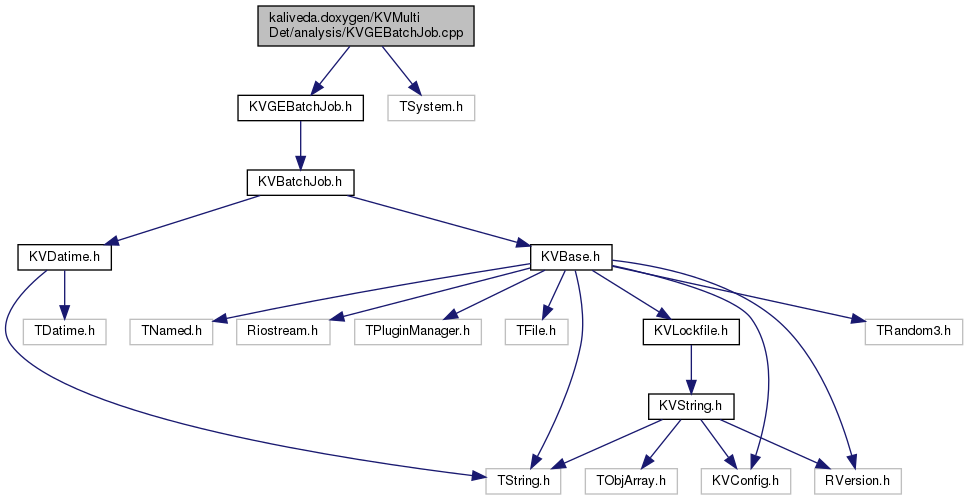 kaliveda.doxygen/KVMulti
Det/analysis/KVGEBatchJob.cpp
KVGEBatchJob.h
TSystem.h
KVBatchJob.h
KVDatime.h
KVBase.h
TDatime.h
TNamed.h
Riostream.h
TPluginManager.h
TFile.h
KVLockfile.h
TRandom3.h
KVString.h
TString.h
TObjArray.h
KVConfig.h
RVersion.h